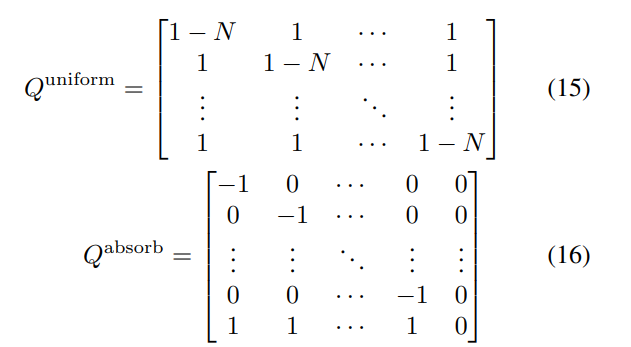 Q^uniform = [1 − N 1 ⋯ 1
1 1 − N ⋯ 1
⋮ ⋮ ⋱ ⋮
1 1 ⋯ 1 − N] (15)
Q^absorb = [−1 0 ⋯ 0 0
0 −1 ⋯ 0 0
⋮ ⋮ ⋱ ⋮ ⋮
0 0 ⋯ −1 0
1 1 ⋯ 1 0] (16)